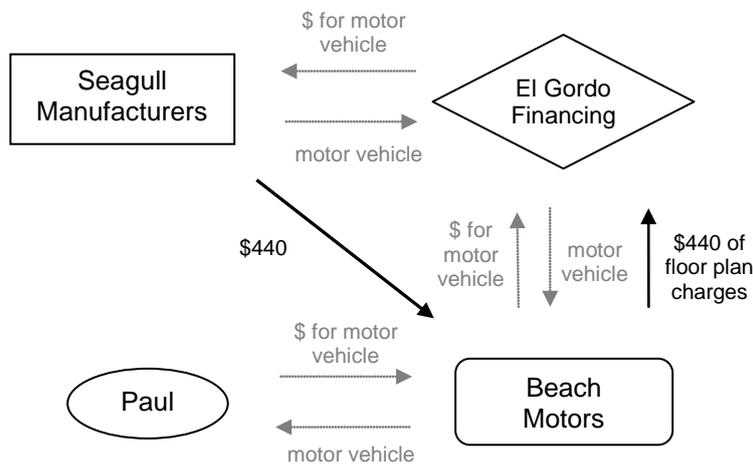 $ for motor
vehicle
Seagull
Manufacturers
El Gordo
Financing
motor vehicle
$440
$ for
motor
vehicle
motor
vehicle
$440 of
floor plan
charges
$ for motor
vehicle
Paul
Beach
Motors
motor vehicle